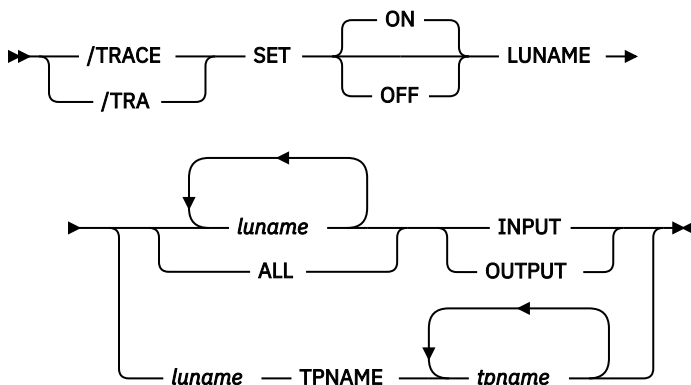 ON
/TRACE SET LUNAME
/TRA OFF
luname INPUT
ALL OUTPUT
luname TPNAME tpname